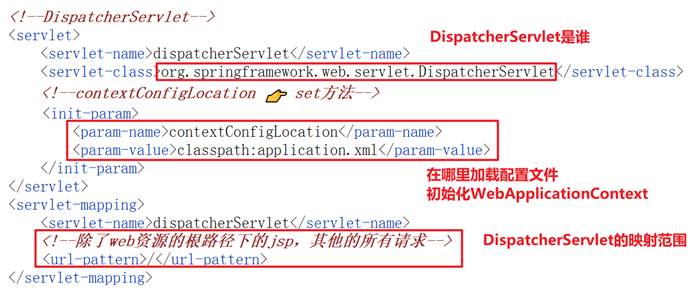 <!--DispatcherServlet-->
<servlet>
<servlet-name>dispatcherServlet</servlet-name>
DispatcherServlet是谁
<servlet-class>org.springframework.web.servlet.DispatcherServlet</servlet-class>
<!--contextConfigLocation 👉 set方法-->
<init-param>
<param-name>contextConfigLocation</param-name>
<param-value>classpath:application.xml</param-value>
</init-param>
在哪里加载配置文件
初始化WebApplicationContext
</servlet>
<servlet-mapping>
<servlet-name>dispatcherServlet</servlet-name>
<!--除了web资源的根路径下的jsp，其他的所有请求-->
DispatcherServlet的映射范围
<url-pattern>/</url-pattern>
</servlet-mapping>